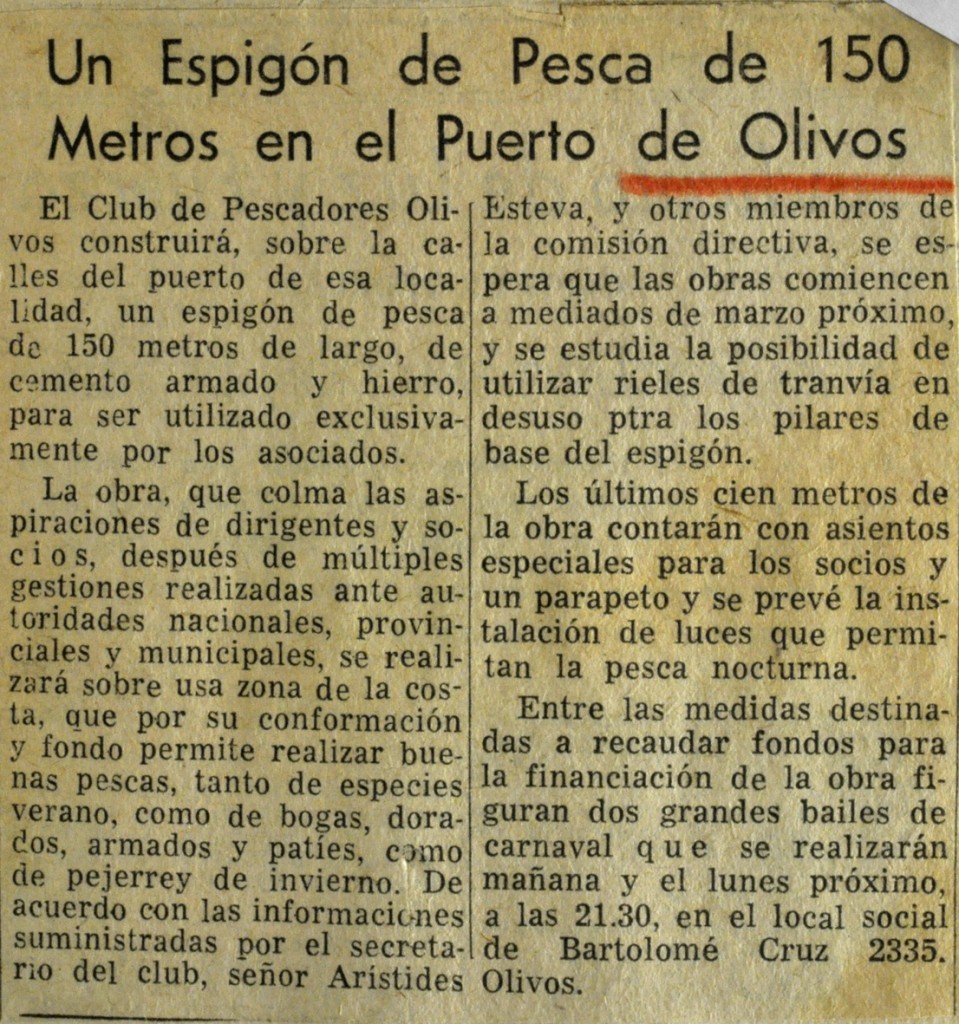 Un Espigón de Pesca de 150
Metros en el Puerto de Olivos
El Club de Pescadores Oli-
vos construirá, sobre la ca-
lles del puerto de esa loca-
lidad, un espigón de pesca
de 150 metros de largo, de
cemento armado y hierro,
para ser utilizado exclusiva-
mente por los asociados.
La obra, que colma las as-
piraciones de dirigentes y so-
cios, después de múltiples
gestiones realizadas ante au-
toridades nacionales, provin-
ciales y municipales, se reali-
zará sobre usa zona de la cos-
ta, que por su conformación
y fondo permite realizar bue-
nas pescas, tanto de especies
verano, como de bogas, dora-
dos, armados y patíes, como
de pejerrey de invierno. De
acuerdo con las informaciones
suministradas por el secreta-
rio del club, señor Arístides
Esteva, y otros miembros de
la comisión directiva, se es-
pera que las obras comiencen
a mediados de marzo próximo,
y se estudia la posibilidad de
utilizar rieles de tranvía en
desuso ptra los pilares de
base del espigón.
Los últimos cien metros de
la obra contarán con asientos
especiales para los socios y
un parapeto y se prevé la ins-
talación de luces que permi-
tan la pesca nocturna.
Entre las medidas destina-
das a recaudar fondos para
la financiación de la obra fi-
guran dos grandes bailes de
carnaval que se realizarán
mañana y el lunes próximo,
a las 21.30, en el local social
de Bartolomé Cruz 2335.
Olivos.